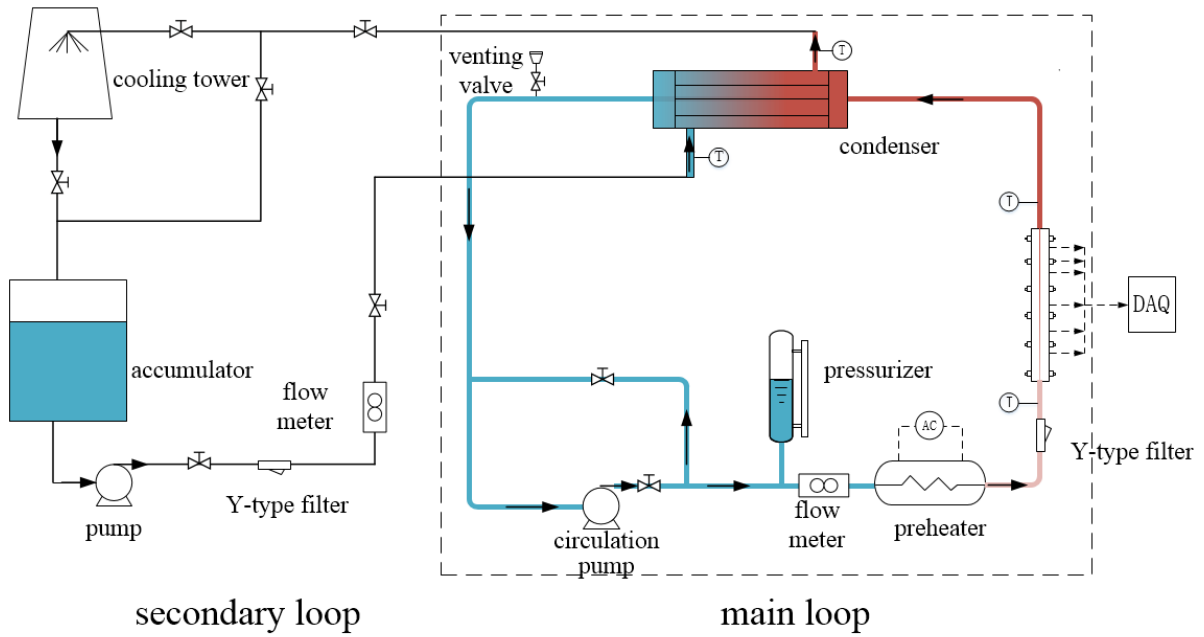 cooling tower
venting
valve
T
T
condenser
T
accumulator
flow
meter
pump
Y-type filter
pressurizer
DAQ
T
AC
Y-type filter
circulation
pump
flow
meter
preheater
secondary loop
main loop